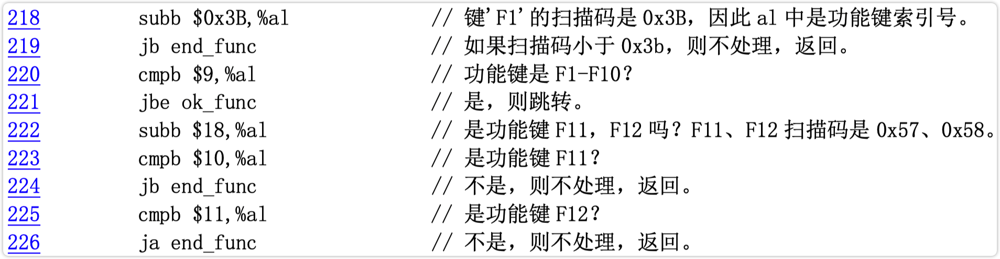 218 subb $0x3B,%al // 键'F1'的扫描码是 0x3B，因此 al 中是功能键索引号。
219 jb end_func // 如果扫描码小于 0x3b，则不处理，返回。
220 cmpb $9,%al // 功能键是 F1-F10？
221 jbe ok_func // 是，则跳转。
222 subb $18,%al // 是功能键 F11，F12 吗？F11、F12 扫描码是 0x57、0x58。
223 cmpb $10,%al // 是功能键 F11？
224 jb end_func // 不是，则不处理，返回。
225 cmpb $11,%al // 是功能键 F12？
226 ja end_func // 不是，则不处理，返回。